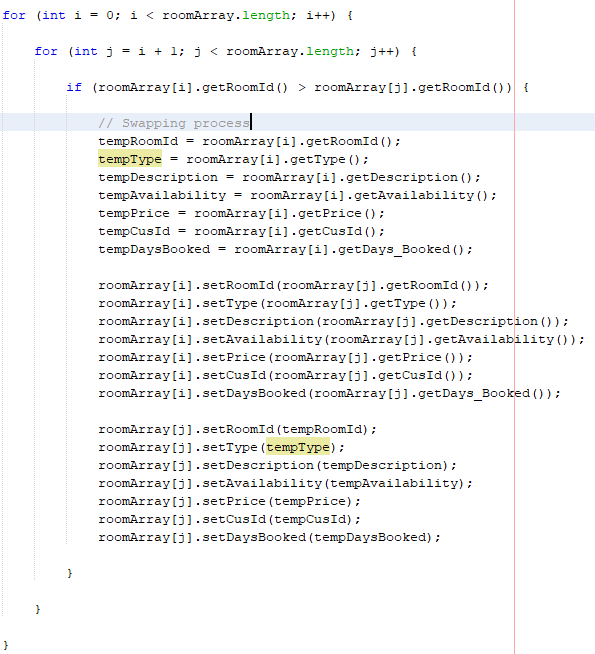 for (int i = 0; i < roomArray.length; i++) {
for (int j = i + 1; j < roomArray.length; j++) {
if (roomArray[i].getRoomId() > roomArray[j].getRoomId()) {
// Swapping process
tempRoomId = roomArray[i].getRoomId();
tempType = roomArray[i].getType();
tempDescription = roomArray[i].getDescription();
tempAvailability = roomArray[i].getAvailability();
tempPrice = roomArray[i].getPrice();
tempCusId = roomArray[i].getCusId();
tempDaysBooked = roomArray[i].getDays_Booked();
roomArray[i].setRoomId(roomArray[j].getRoomId());
roomArray[i].setType(roomArray[j].getType());
roomArray[i].setDescription(roomArray[j].getDescription());
roomArray[i].setAvailability(roomArray[j].getAvailability());
roomArray[i].setPrice(roomArray[j].getPrice());
roomArray[i].setCusId(roomArray[j].getCusId());
roomArray[i].setDaysBooked(roomArray[j].getDays_Booked());
roomArray[j].setRoomId(tempRoomId);
roomArray[j].setType(tempType);
roomArray[j].setDescription(tempDescription);
roomArray[j].setAvailability(tempAvailability);
roomArray[j].setPrice(tempPrice);
roomArray[j].setCusId(tempCusId);
roomArray[j].setDaysBooked(tempDaysBooked);
}
}
}